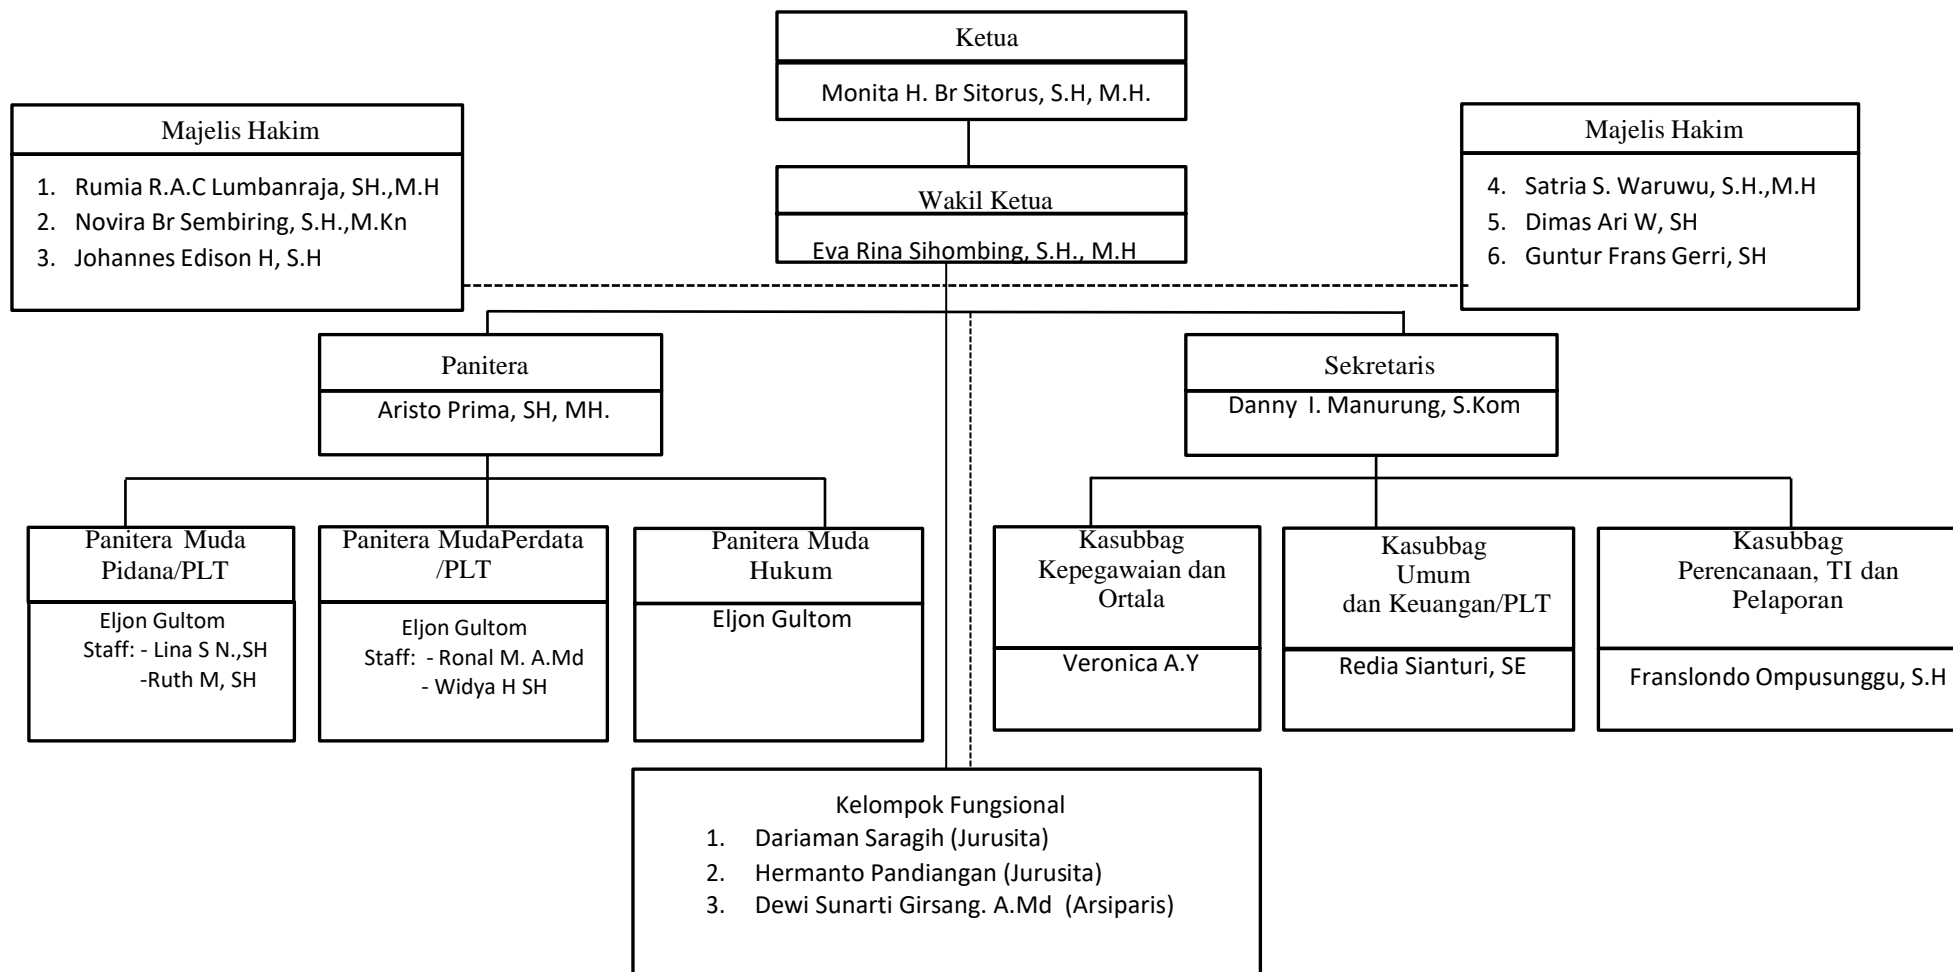 Ketua
Monita H. Br Sitorus, S.H, M.H.
Majelis Hakim
1. Rumia R.A.C Lumbanraja, SH.,M.H
2. Novira Br Sembiring, S.H.,M.Kn
3. Johannes Edison H, S.H
Wakil Ketua
Eva Rina Sihombing, S.H., M.H
Majelis Hakim
4. Satria S. Waruwu, S.H.,M.H
5. Dimas Ari W, SH
6. Guntur Frans Gerri, SH
Panitera
Aristo Prima, SH, MH.
Sekretaris
Danny I. Manurung, S.Kom
Panitera Muda
Pidana/PLT
Eljon Gultom
Staff: - Lina S N.,SH
-Ruth M, SH
Panitera MudaPerdata
/PLT
Eljon Gultom
Staff: - Ronal M. A.Md
- Widya H SH
Panitera Muda
Hukum
Eljon Gultom
Kasubbag
Kepegawaian dan
Ortala
Veronica A.Y
Kasubbag
Umum
dan Keuangan/PLT
Redia Sianturi, SE
Kasubbag
Perencanaan, TI dan
Pelaporan
Franslondo Ompusunggu, S.H
Kelompok Fungsional
1. Dariaman Saragih (Jurusita)
2. Hermanto Pandiangan (Jurusita)
3. Dewi Sunarti Girsang. A.Md (Arsiparis)